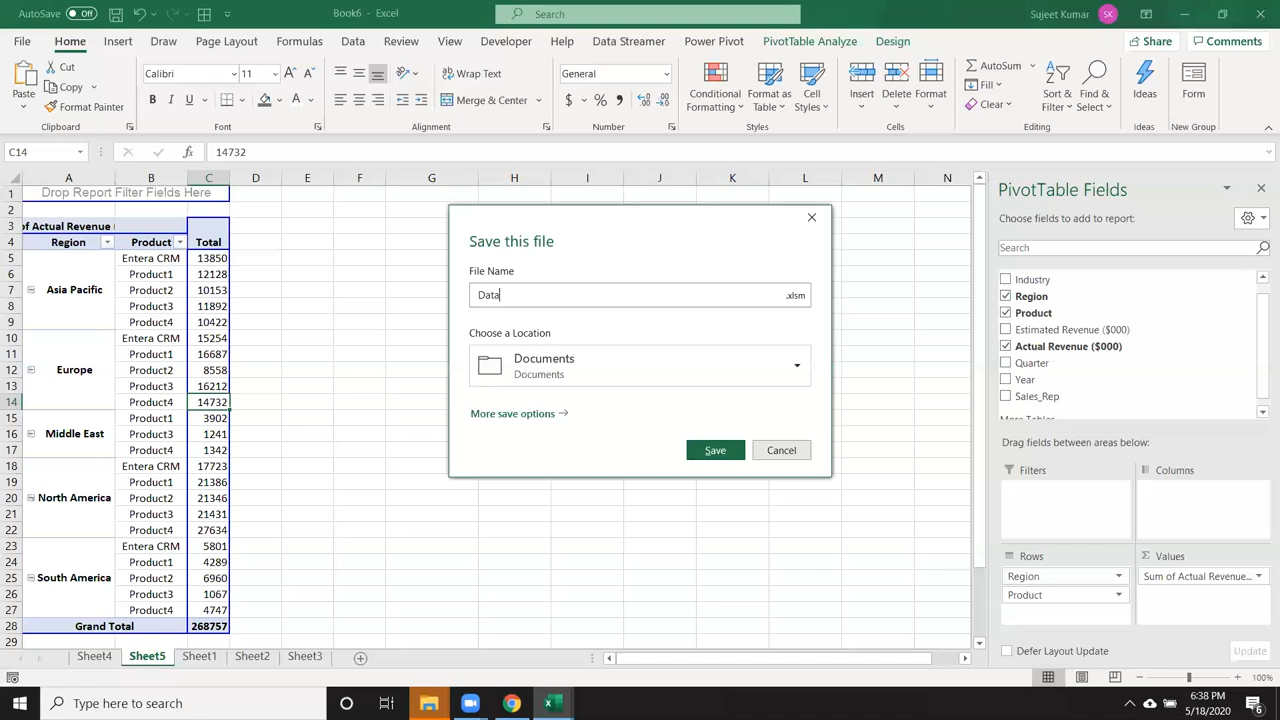 AutoSave Off Book6 - Excel Search Sujeet Kumar SK
File Home Insert Draw Page Layout Formulas Data Review View Developer Help Data Streamer Power Pivot PivotTable Analyze Design Share Comments
Paste Cut Copy Format Painter Calibri 11 B I U A Wrap Text Merge & Center General $ % Conditional Formatting Format as Table Cell Styles Insert Delete Format AutoSum Fill Clear Sort & Filter Find & Select Ideas Form
Clipboard Font Alignment Number Styles Cells Editing Ideas New Group
C14 fx 14732
A B C D E F G H I J K L M N
1 Drop Report Filter Fields Here
2
3 of Actual Revenue (
4 Region Product Total
5 Entera CRM 13850
6 Product1 12128
7 Asia Pacific Product2 10153
8 Product3 11892
9 Product4 10422
10 Entera CRM 15254
11 Product1 16687
12 Europe Product2 8558
13 Product3 16212
14 Product4 14732
15 Product1 3902
16 Middle East Product3 1241
17 Product4 1342
18 Entera CRM 17723
19 Product1 21386
20 North America Product2 21346
21 Product3 21431
22 Product4 27634
23 Entera CRM 5801
24 Product1 4289
25 South America Product2 6960
26 Product3 1067
27 Product4 4747
28 Grand Total 268757
29
Save this file
File Name
Data .xlsm
Choose a Location
Documents
Documents
More save options
Save Cancel
PivotTable Fields
Choose fields to add to report:
Search
Industry
Region
Product
Estimated Revenue ($000)
Actual Revenue ($000)
Quarter
Year
Sales_Rep
More Tables...
Drag fields between areas below:
Filters Columns
Rows Values
Region Sum of Actual Revenue...
Product
Defer Layout Update Update
Sheet4 Sheet5 Sheet1 Sheet2 Sheet3
100%
Type here to search
6:38 PM
5/18/2020
6